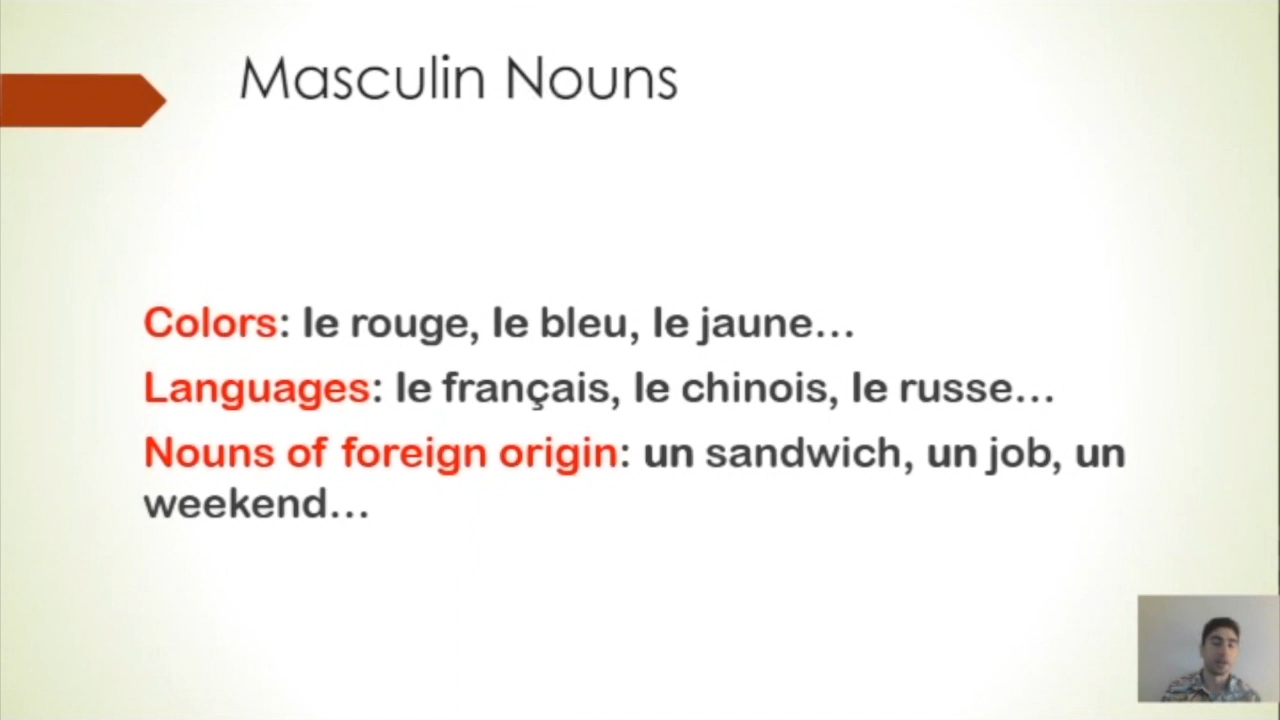 Masculin Nouns
Colors: le rouge, le bleu, le jaune…
Languages: le français, le chinois, le russe…
Nouns of foreign origin: un sandwich, un job, un
weekend…